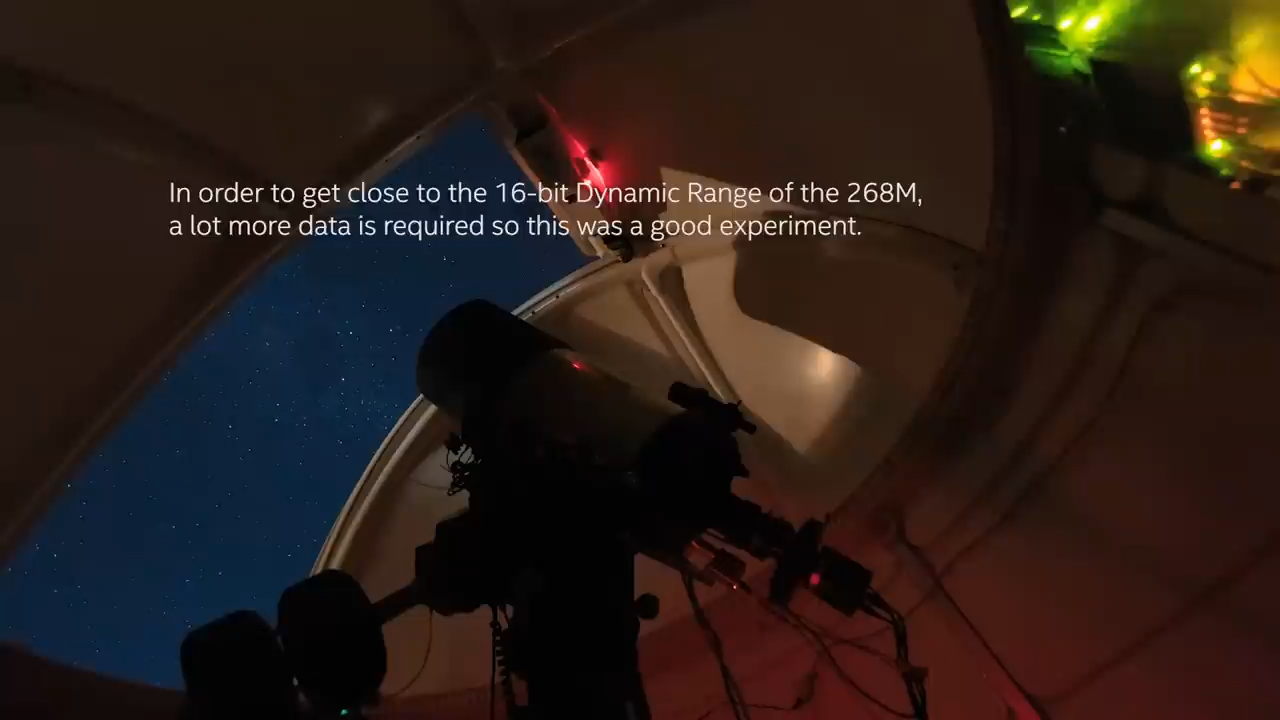 In order to get close to the 16-bit Dynamic Range of the 268M,
a lot more data is required so this was a good experiment.